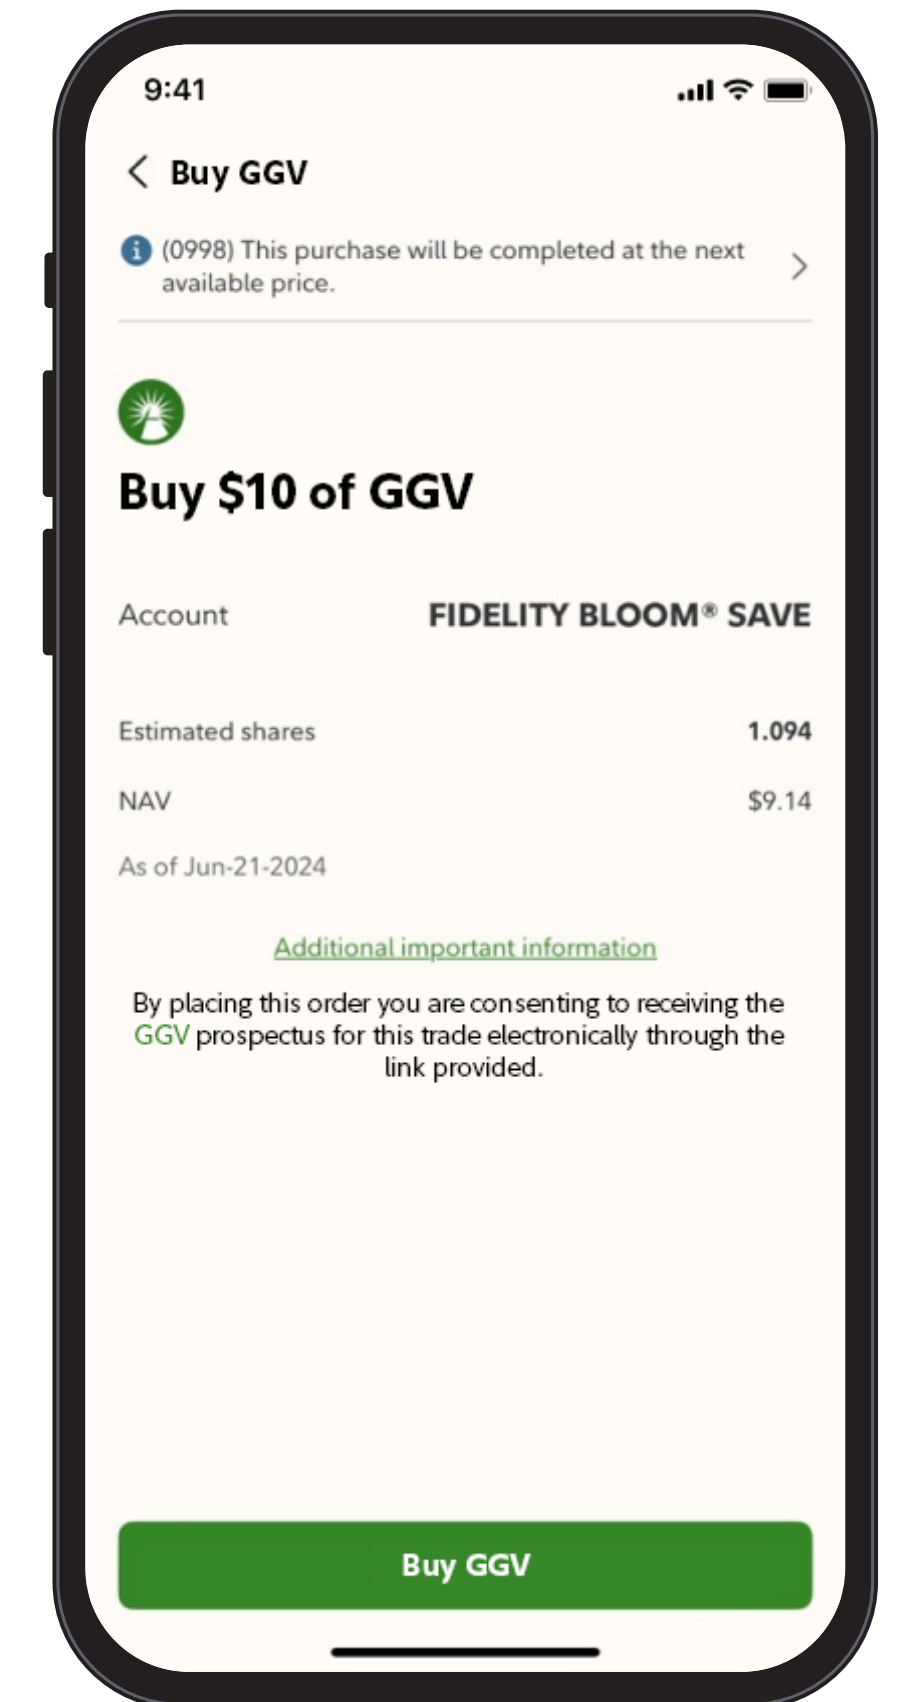 9:41
Buy GGV
(0998) This purchase will be completed at the next
available price.
Buy $10 of GGV
Account FIDELITY BLOOM® SAVE
Estimated shares 1.094
NAV $9.14
As of Jun-21-2024
Additional important information
By placing this order you are consenting to receiving the
GGV prospectus for this trade electronically through the
link provided.
Buy GGV